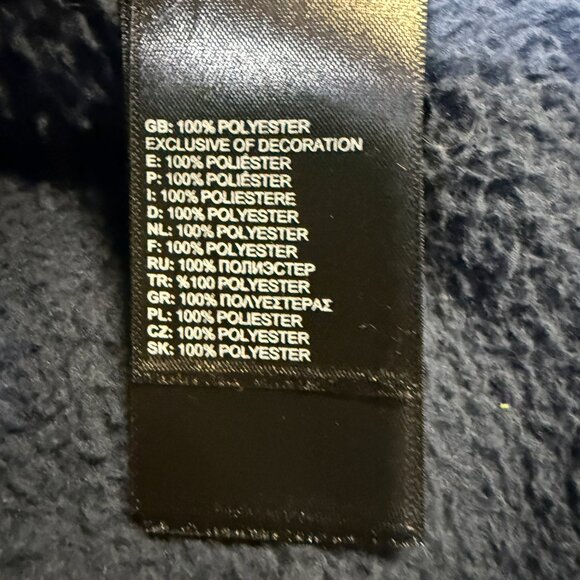 GB: 100% POLYESTER
EXCLUSIVE OF DECORATION
E: 100% POLIÉSTER
P: 100% POLIÉSTER
I: 100% POLIESTERE
D: 100% POLYESTER
NL: 100% POLYESTER
F: 100% POLYESTER
RU: 100% ПОЛИЭСТЕР
TR: %100 POLYESTER
GR: 100% ΠΟΛΥΕΣΤΕΡΑΣ
PL: 100% POLIESTER
CZ: 100% POLYESTER
SK: 100% POLYESTER